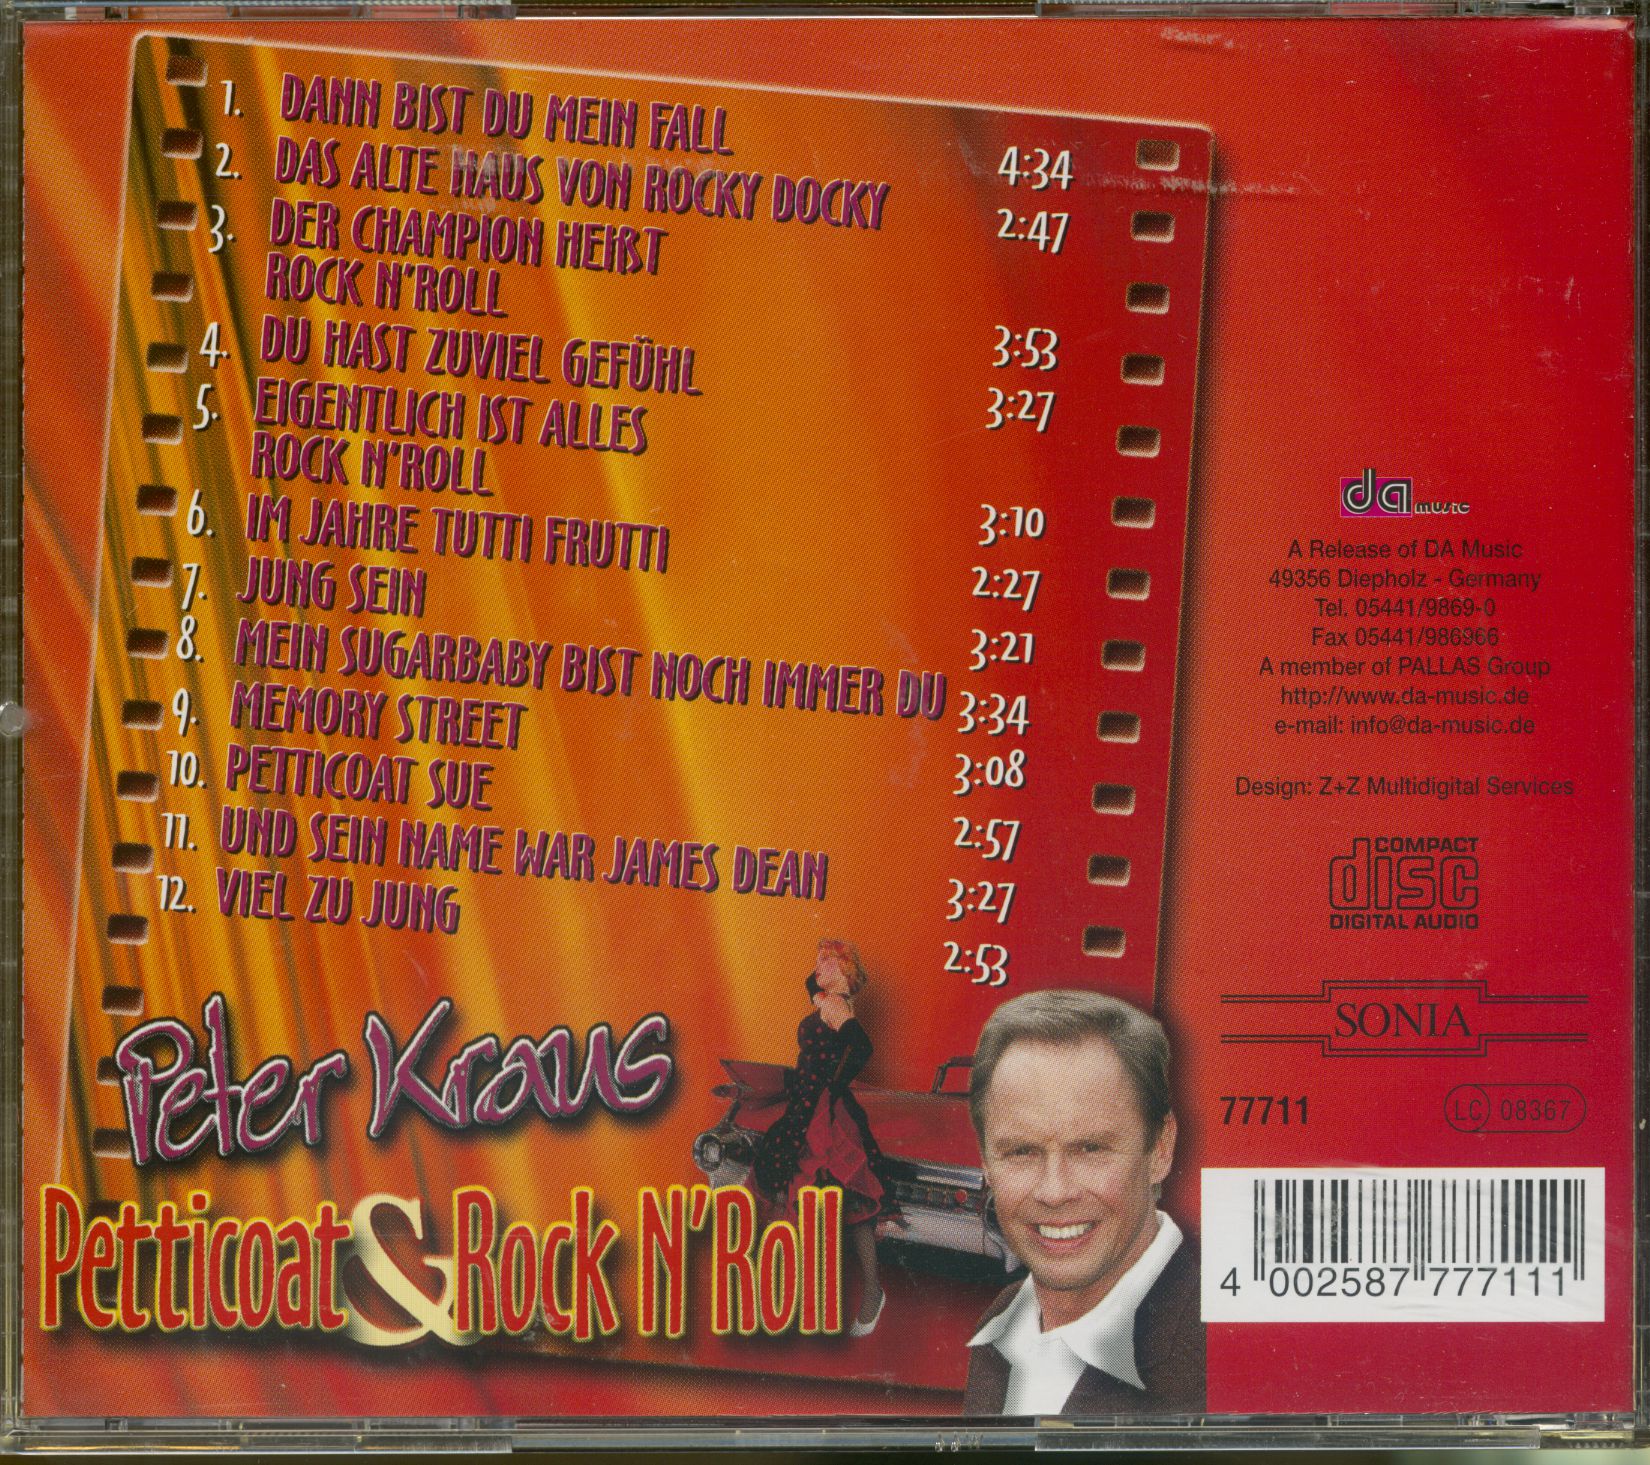 1. DANN BIST DU MEIN FALL 4:34
2. DAS ALTE HAUS VON ROCKY DOCKY 2:47
3. DER CHAMPION HEIßT
ROCK N'ROLL 3:53
4. DU HAST ZUVIEL GEFÜHL 3:27
5. EIGENTLICH IST ALLES
ROCK N'ROLL 3:10
6. IM JAHRE TUTTI FRUTTI 2:27
7. JUNG SEIN 3:21
8. MEIN SUGARBABY BIST NOCH IMMER DU 3:34
9. MEMORY STREET 3:08
10. PETTICOAT SUE 2:57
11. UND SEIN NAME WAR JAMES DEAN 3:27
12. VIEL ZU JUNG 2:53
Peter Kraus
Petticoat & Rock N'Roll
da music
A Release of DA Music
49356 Diepholz - Germany
Tel. 05441/9869-0
Fax 05441/986966
A member of PALLAS Group
http://www.da-music.de
e-mail: info@da-music.de
Design: Z+Z Multidigital Services
COMPACT
disc
DIGITAL AUDIO
SONIA
77711 LC 08367
4 002587 777111